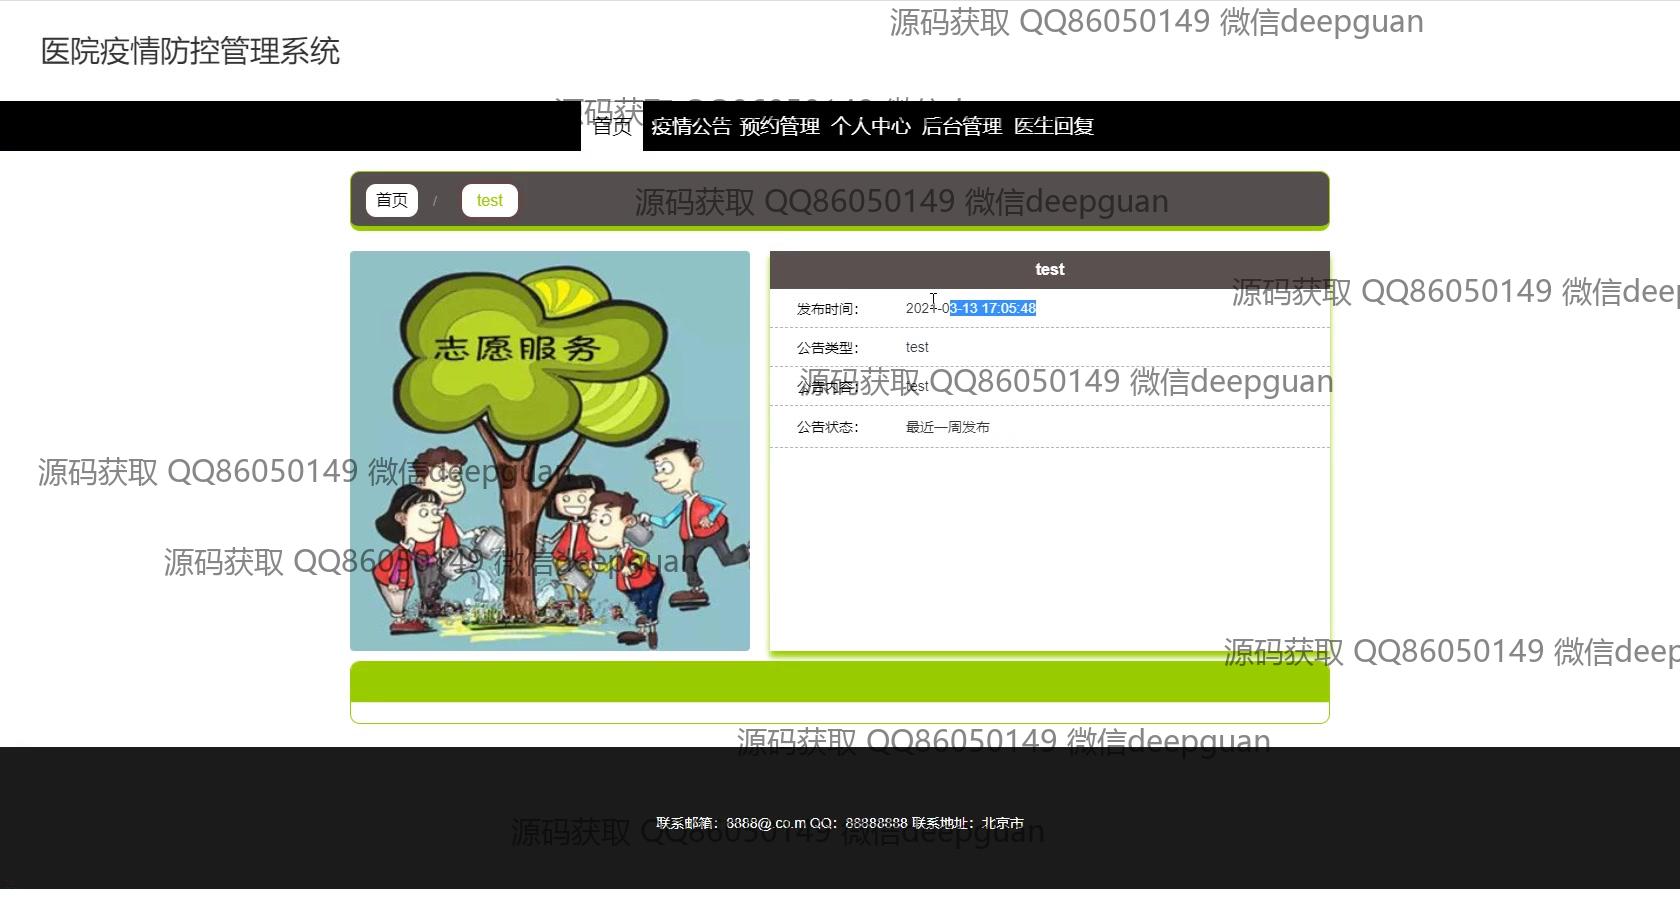 源码获取 QQ86050149 微信deepguan
医院疫情防控管理系统
首页 疫情公告 预约管理 个人中心 后台管理 医生回复
首页 / test
源码获取 QQ86050149 微信deepguan
志愿服务
test
发布时间: 2021-03-13 17:05:48
源码获取 QQ86050149 微信deep
公告类型: test
公告内容: test
源码获取 QQ86050149 微信deepguan
公告状态: 最近一周发布
源码获取 QQ86050149 微信deepguan
源码获取 QQ86050149 微信deepguan
源码获取 QQ86050149 微信deep
源码获取 QQ86050149 微信deepguan
联系邮箱：8888@.co.m QQ：88888888 联系地址：北京市
源码获取 QQ86050149 微信deepguan